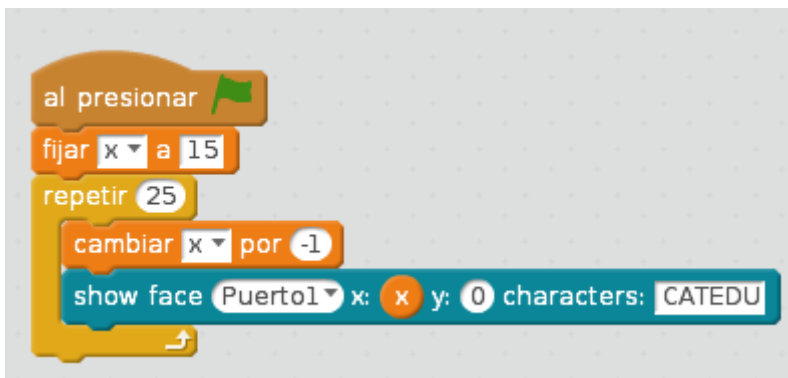 al presionar
fijar x a 15
repetir 25
cambiar x por -1
show face Puerto1 x: x y: 0 characters: CATEDU